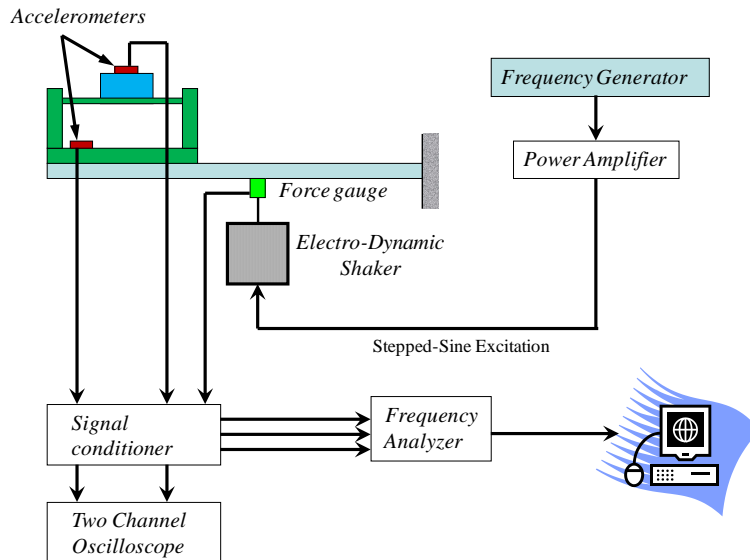 Accelerometers
Frequency Generator
Power Amplifier
Force gauge
Electro-Dynamic
Shaker
Stepped-Sine Excitation
Signal
conditioner
Frequency
Analyzer
Two Channel
Oscilloscope